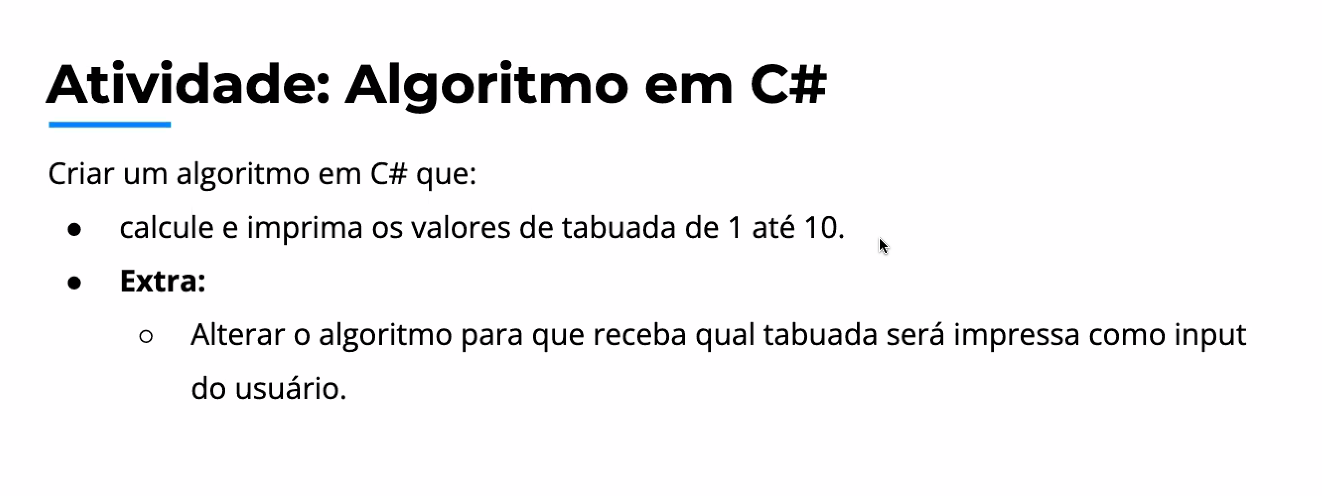 Atividade: Algoritmo em C#
Criar um algoritmo em C# que:
● calcule e imprima os valores de tabuada de 1 até 10.
● Extra:
○ Alterar o algoritmo para que receba qual tabuada será impressa como input
do usuário.